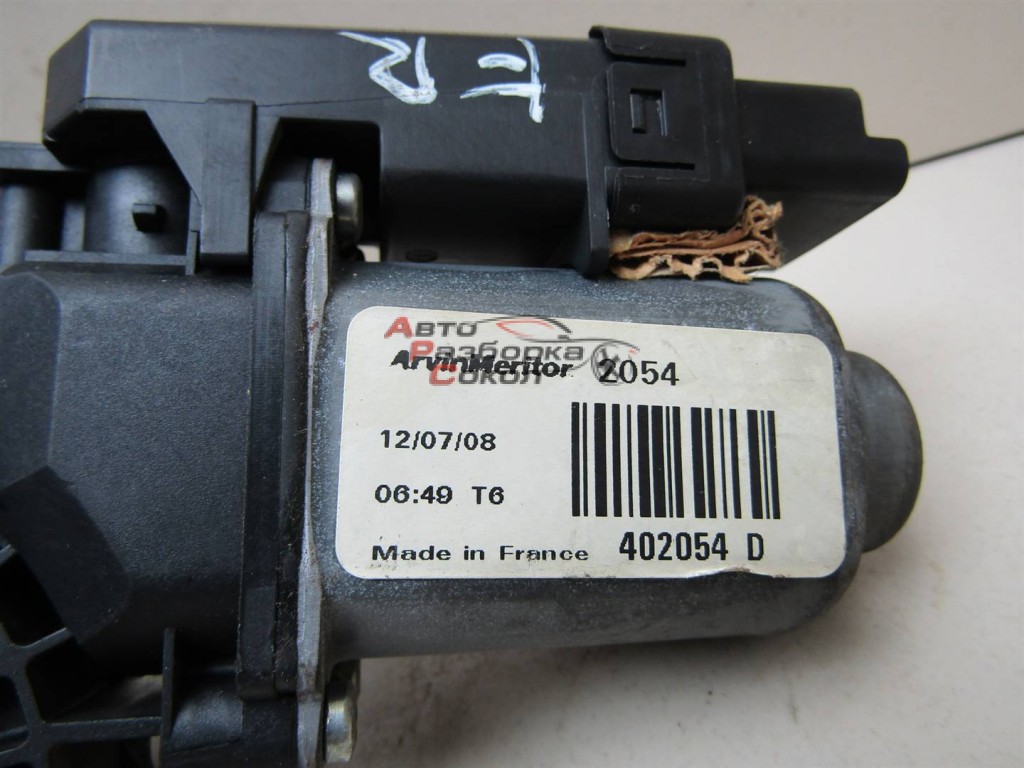 FR
Авто
Разборка
Сокол
ArvinMeritor 2054
12/07/08
06:49 T6
Made in France 402054 D